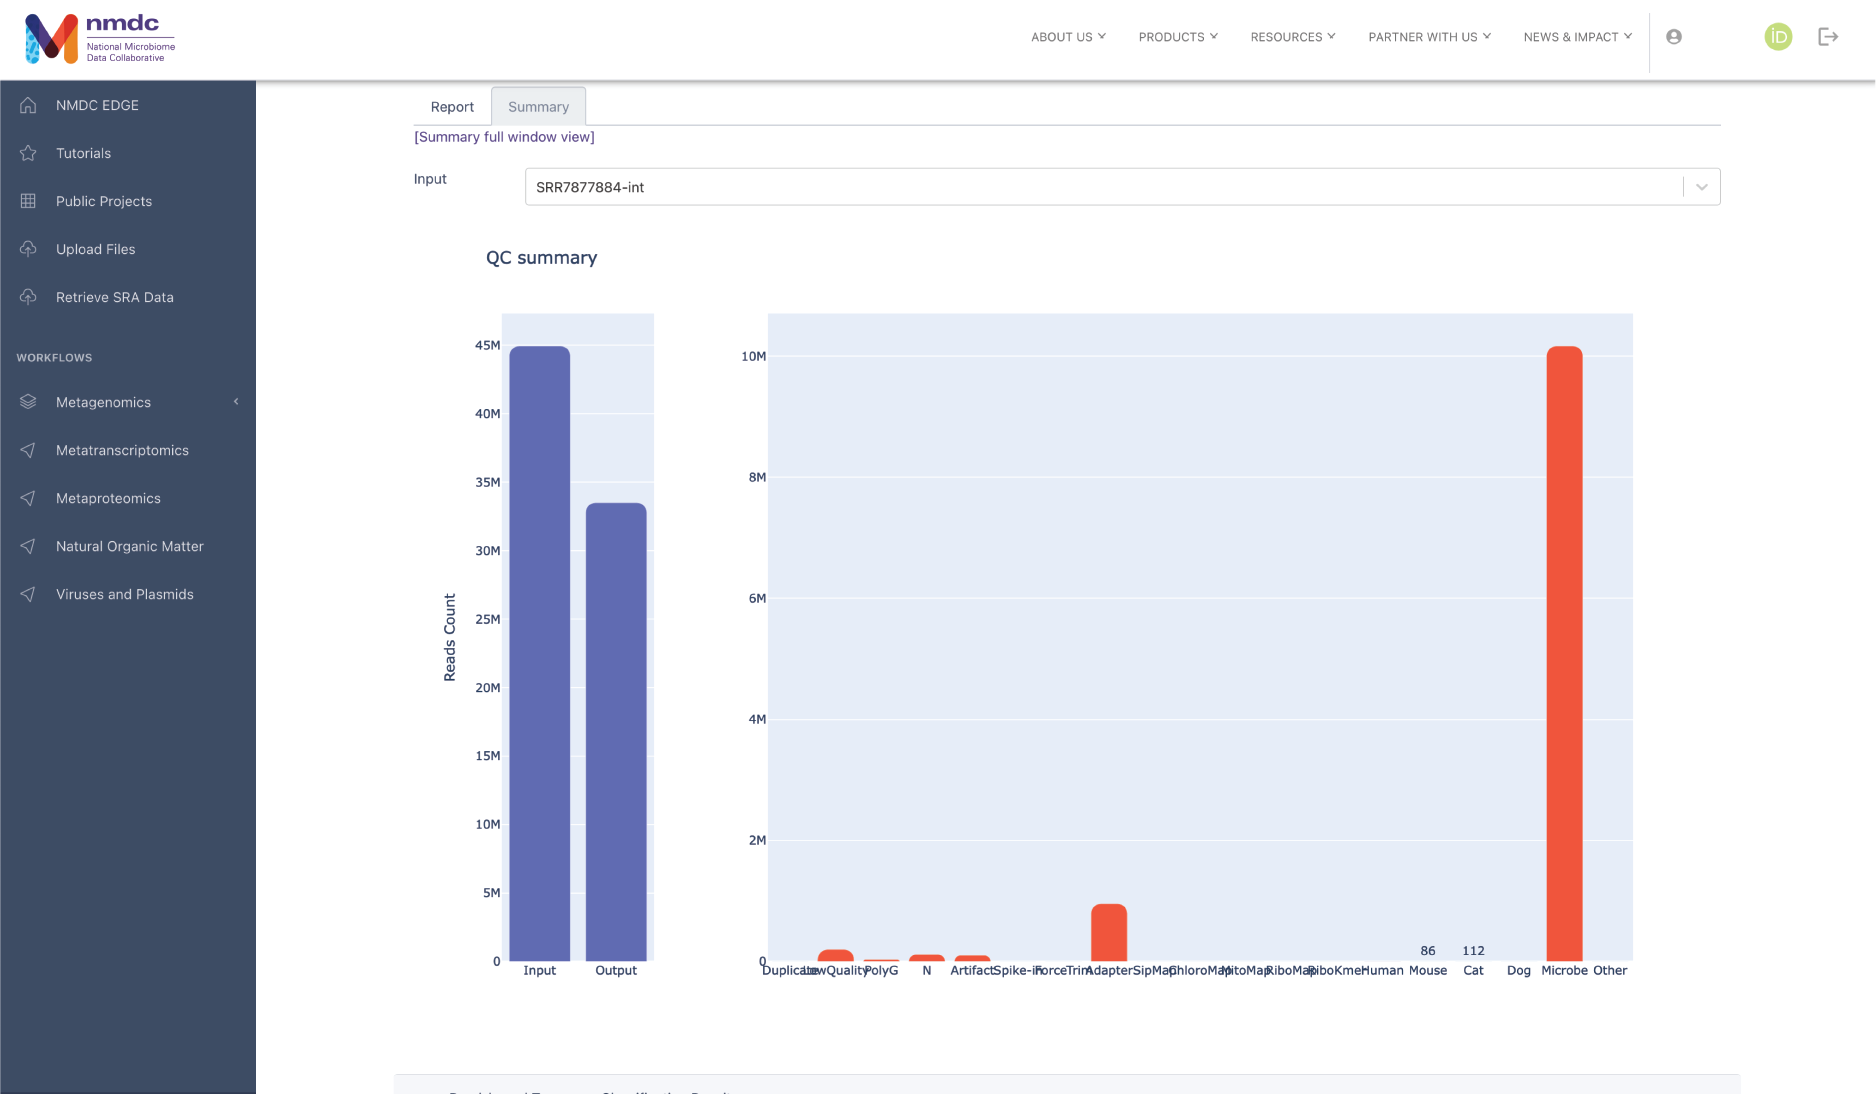 nmdc
National Microbiome
Data Collaborative
ABOUT US
PRODUCTS
RESOURCES
PARTNER WITH US
NEWS & IMPACT
İD
NMDC EDGE
Tutorials
Public Projects
Upload Files
Retrieve SRA Data
WORKFLOWS
Metagenomics
Metatranscriptomics
Metaproteomics
Natural Organic Matter
Viruses and Plasmids
Report
Summary
[Summary full window view]
Input
SRR7877884-int
QC summary
Reads Count
45M
40M
35M
30M
25M
20M
15M
10M
5M
0
Input
Output
10M
8M
6M
4M
2M
0
86
112
Duplicate
LowQuality
PolyG
N
Artifact
Spike-in
ForceTrim
Adapter
SipMap
ChloroMap
MitoMap
RiboMap
RiboKmer
Human
Mouse
Cat
Dog
Microbe
Other